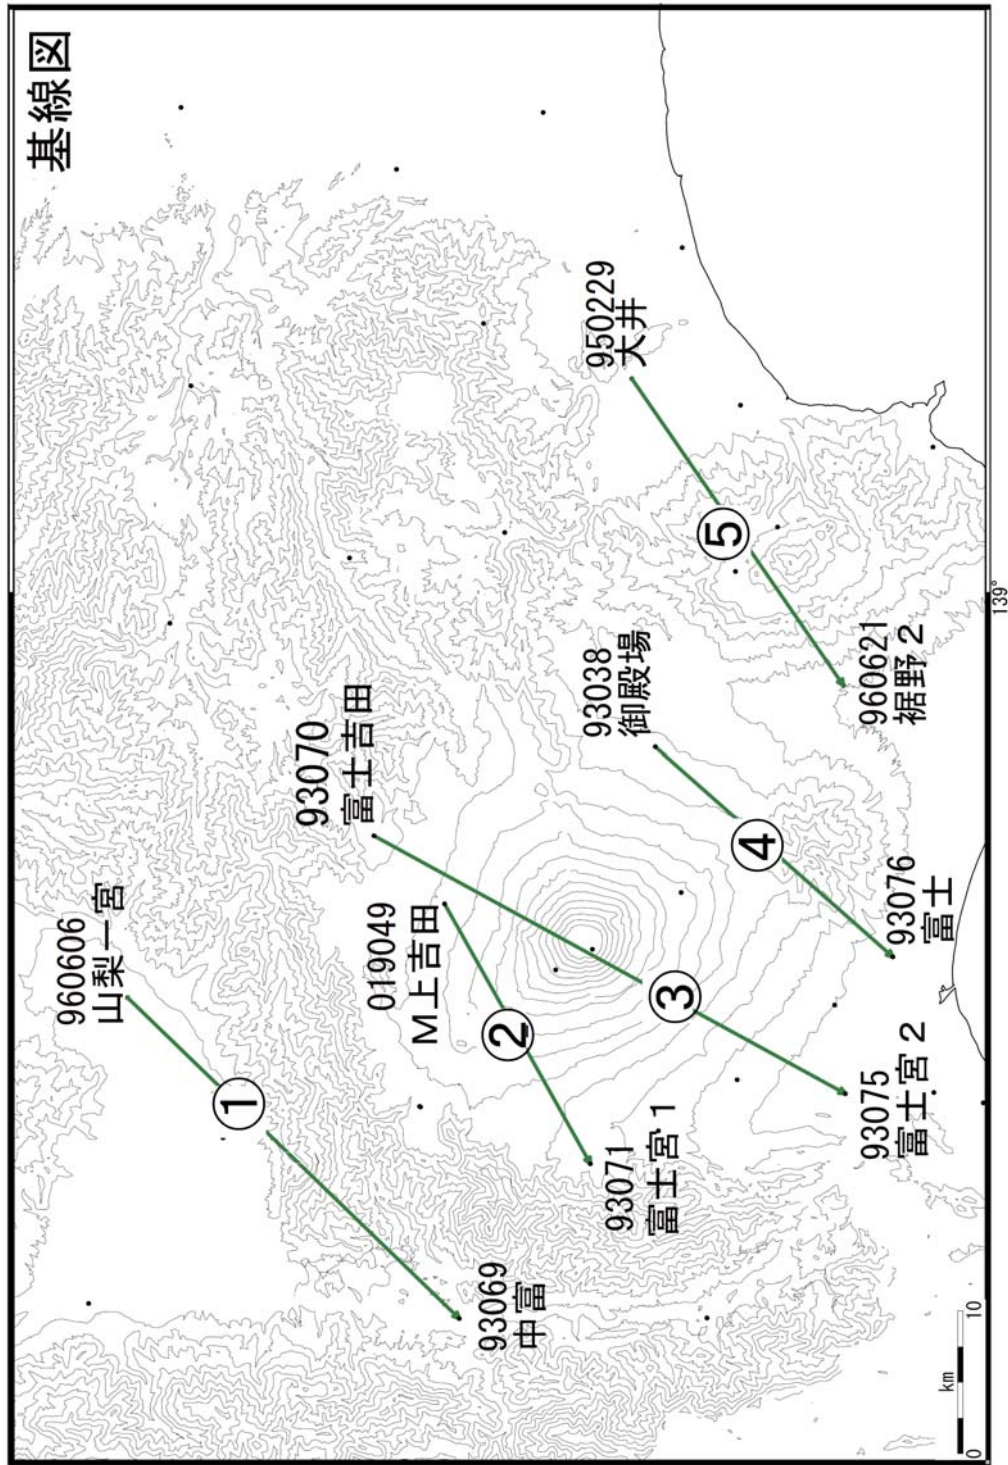 基線図
960606
山梨一宮
①
93069
中富
93070
富士吉田
019049
M上吉田
②
93071
富士宮１
③
93075
富士宮２
93038
御殿場
④
93076
富士
950229
大井
⑤
960621
裾野２
139°
km
0
10